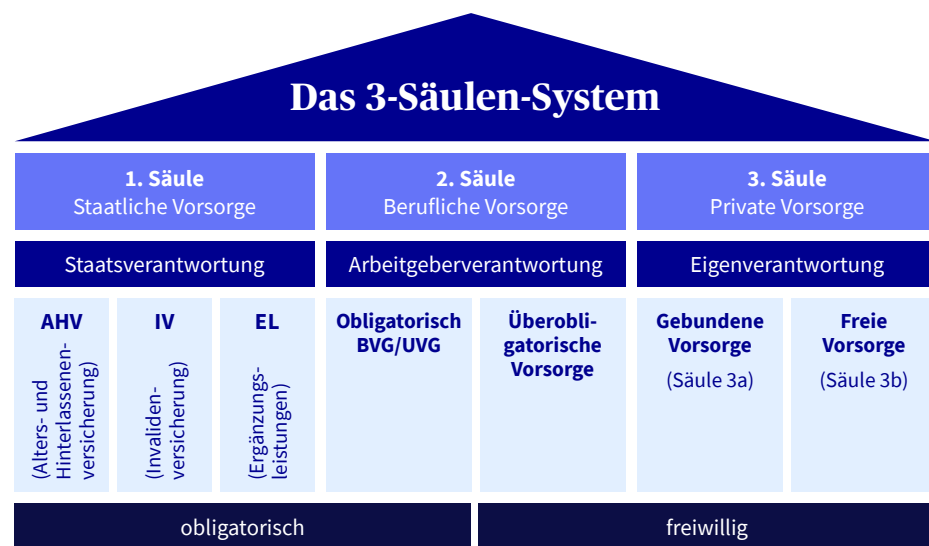 Das 3-Säulen-System
1. Säule
Staatliche Vorsorge
2. Säule
Berufliche Vorsorge
3. Säule
Private Vorsorge
Staatsverantwortung
Arbeitgeberverantwortung
Eigenverantwortung
AHV
(Alters- und
Hinterlassenen-
versicherung)
IV
(Invaliden-
versicherung)
EL
(Ergänzungs-
leistungen)
Obligatorisch
BVG/UVG
Überobli-
gatorische
Vorsorge
Gebundene
Vorsorge
(Säule 3a)
Freie
Vorsorge
(Säule 3b)
obligatorisch
freiwillig